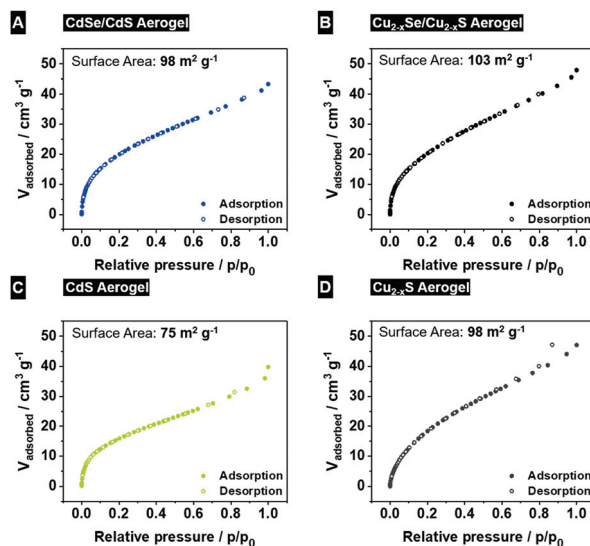 A CdSe/CdS Aerogel
Surface Area: 98 m² g⁻¹
50
40
30
20
10
0
V adsorbed / cm³ g⁻¹
Adsorption
Desorption
0.0 0.2 0.4 0.6 0.8 1.0
Relative pressure / p/p₀
B Cu₂₋ₓSe/Cu₂₋ₓS Aerogel
Surface Area: 103 m² g⁻¹
50
40
30
20
10
0
V adsorbed / cm³ g⁻¹
Adsorption
Desorption
0.0 0.2 0.4 0.6 0.8 1.0
Relative pressure / p/p₀
C CdS Aerogel
Surface Area: 75 m² g⁻¹
50
40
30
20
10
0
V adsorbed / cm³ g⁻¹
Adsorption
Desorption
0.0 0.2 0.4 0.6 0.8 1.0
Relative pressure / p/p₀
D Cu₂₋ₓS Aerogel
Surface Area: 98 m² g⁻¹
50
40
30
20
10
0
V adsorbed / cm³ g⁻¹
Adsorption
Desorption
0.0 0.2 0.4 0.6 0.8 1.0
Relative pressure / p/p₀